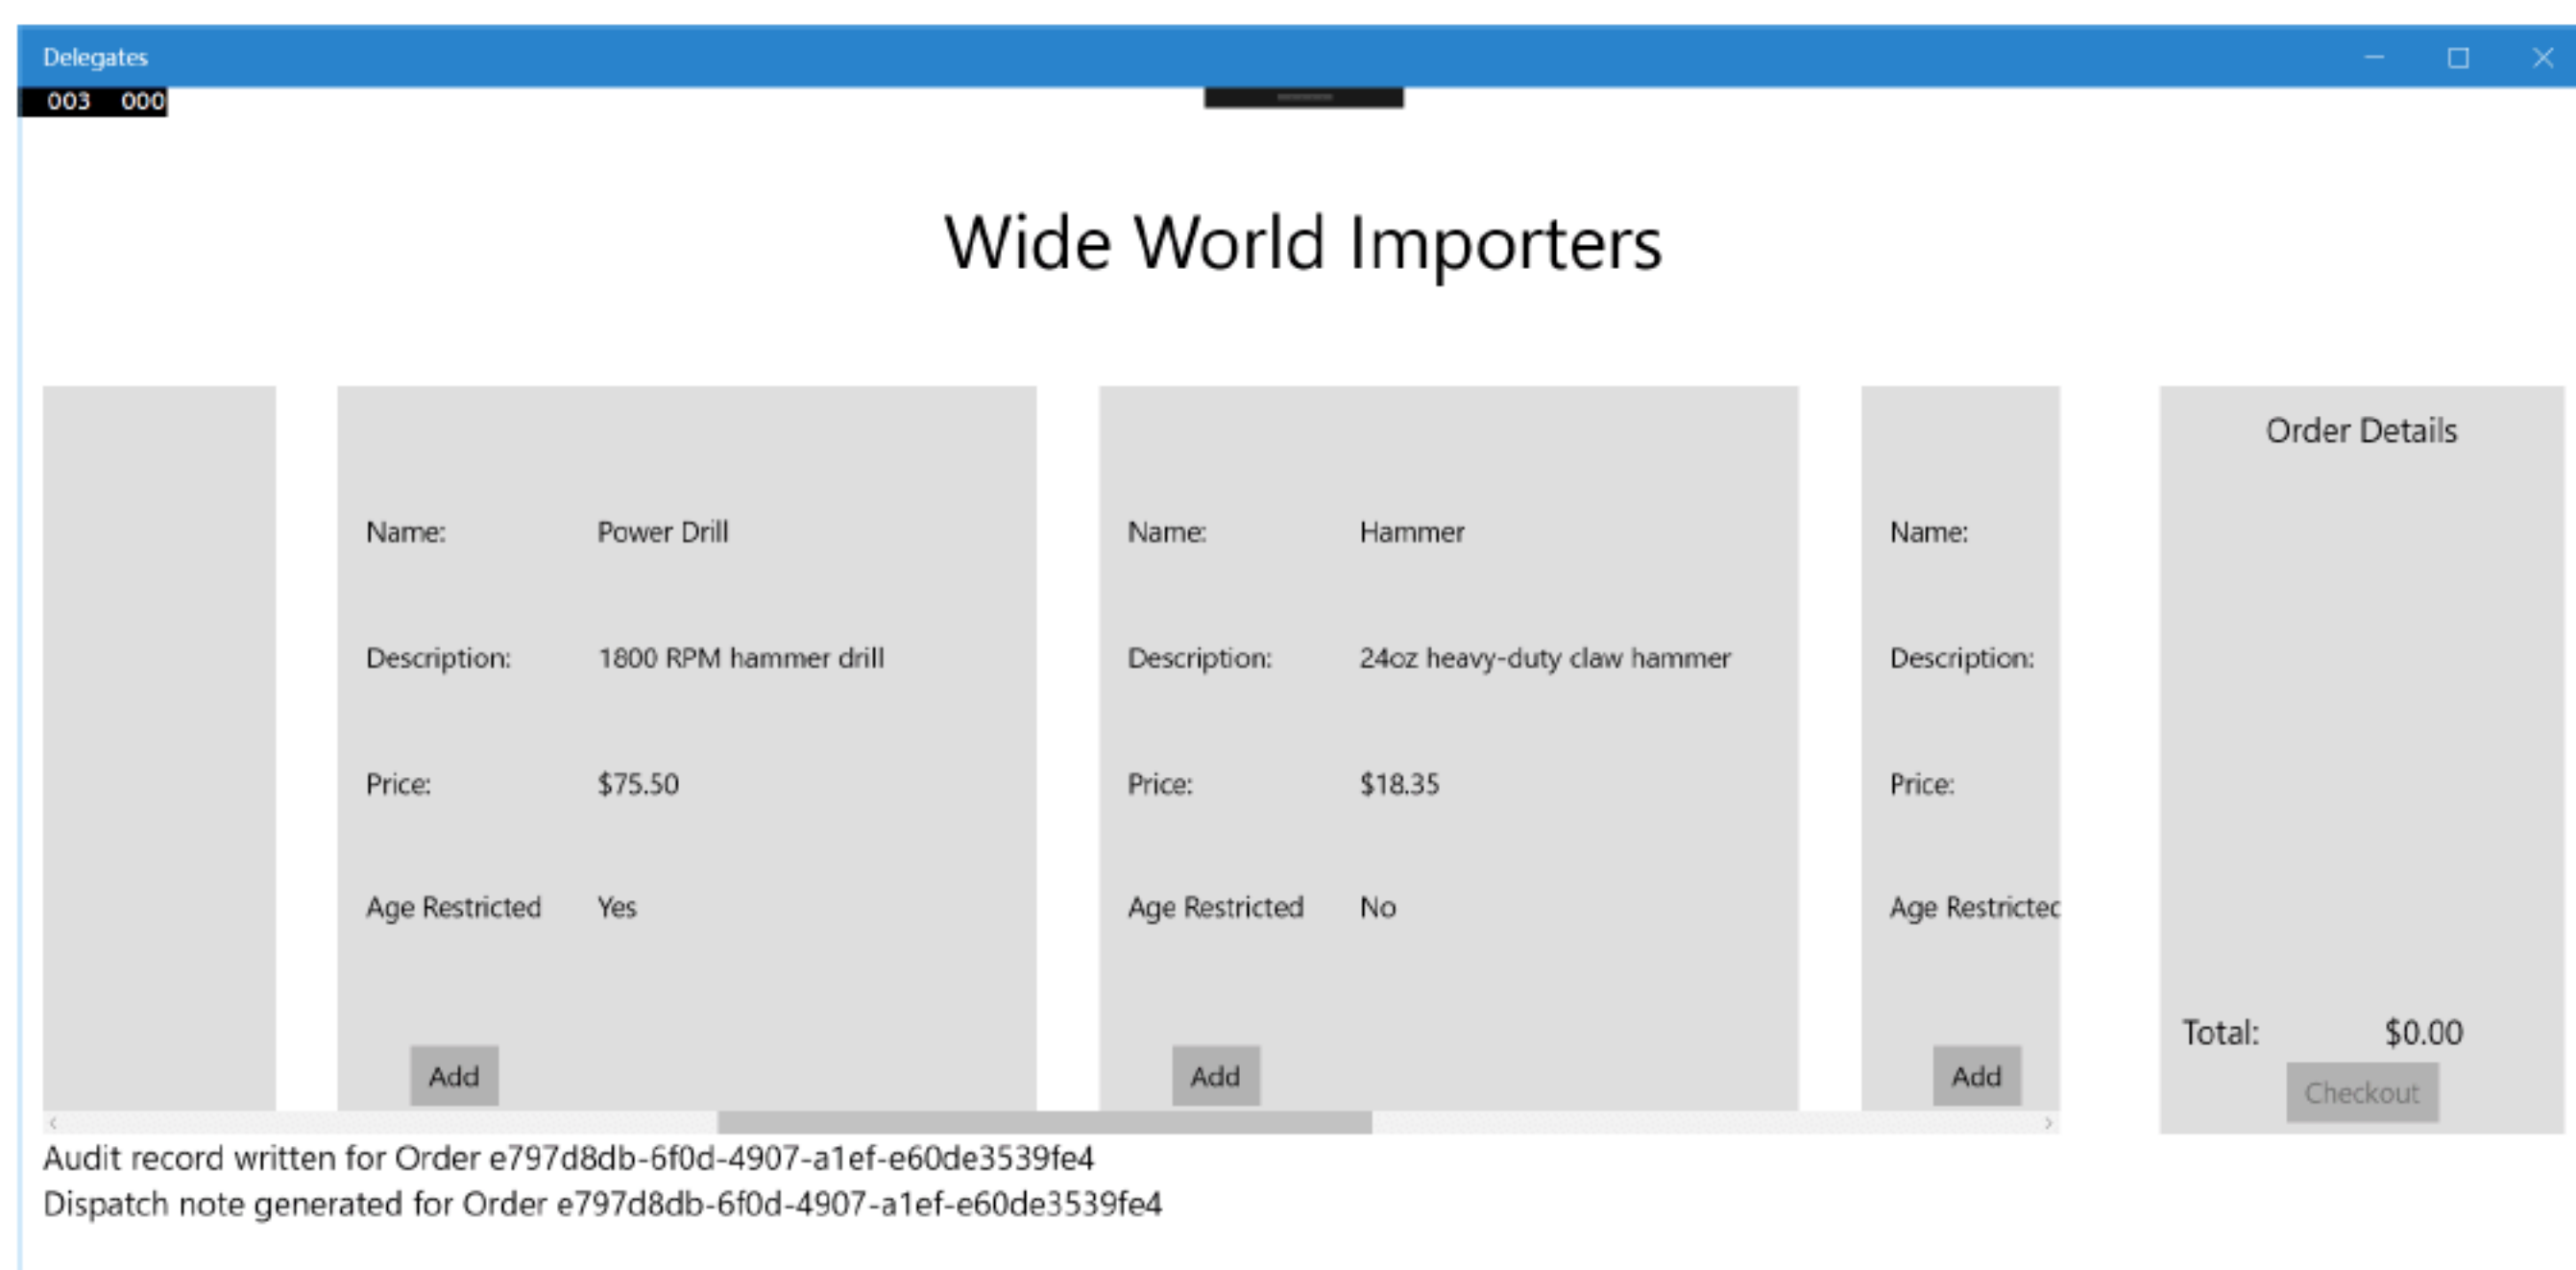 Delegates
003 000
Wide World Importers
Name: Power Drill
Description: 1800 RPM hammer drill
Price: $75.50
Age Restricted Yes
Add
Name: Hammer
Description: 24oz heavy-duty claw hammer
Price: $18.35
Age Restricted No
Add
Name:
Description:
Price:
Age Restricted
Add
Order Details
Total: $0.00
Checkout
Audit record written for Order e797d8db-6f0d-4907-a1ef-e60de3539fe4
Dispatch note generated for Order e797d8db-6f0d-4907-a1ef-e60de3539fe4